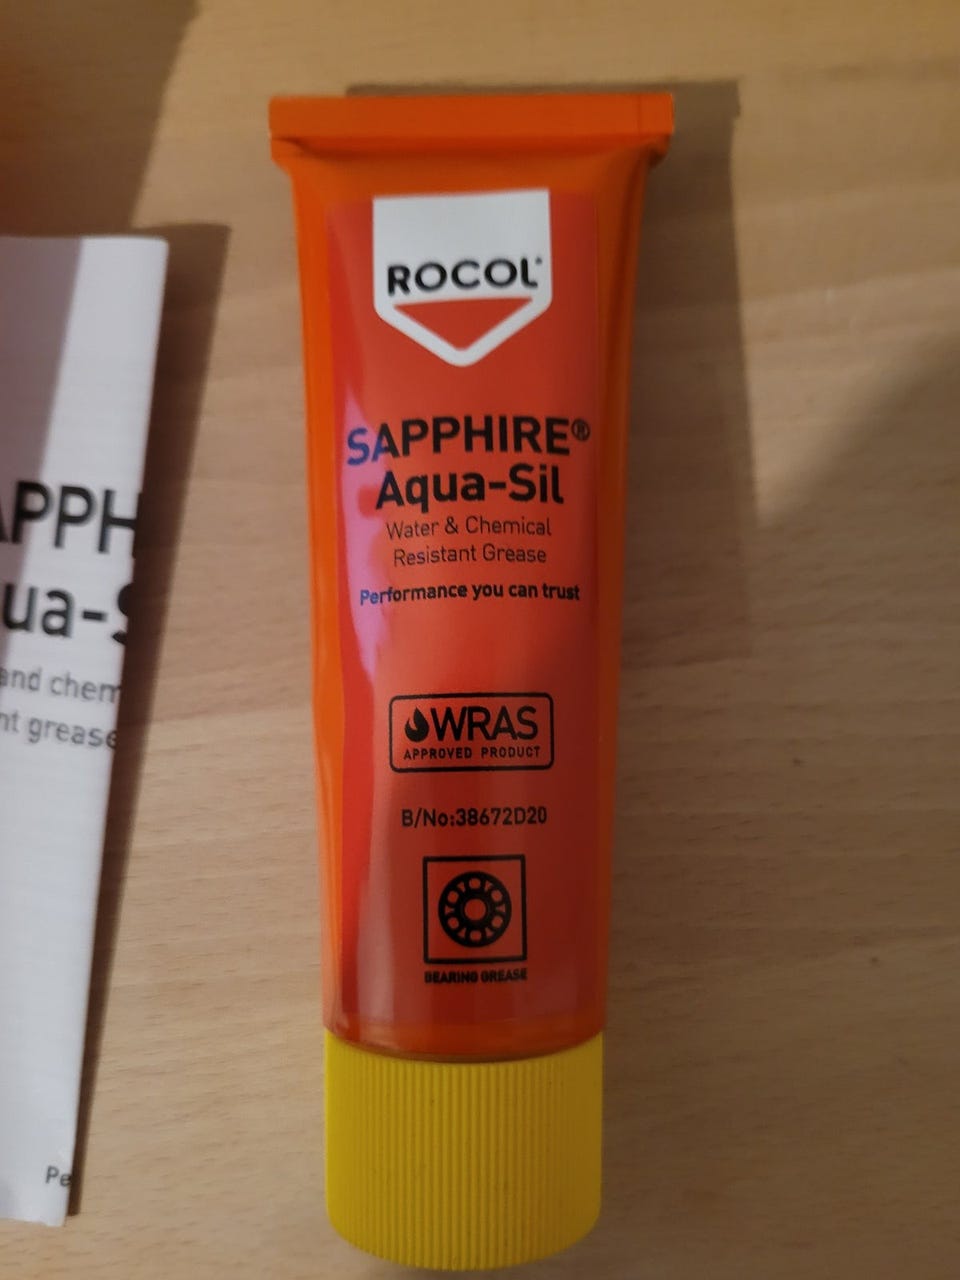 ROCOL
SAPPHIRE®
Aqua-Sil
Water & Chemical
Resistant Grease
Performance you can trust
WRAS
APPROVED PRODUCT
B/No:38672D20
BEARING GREASE
APPH
ua-S
and chem
nt grease
Pe